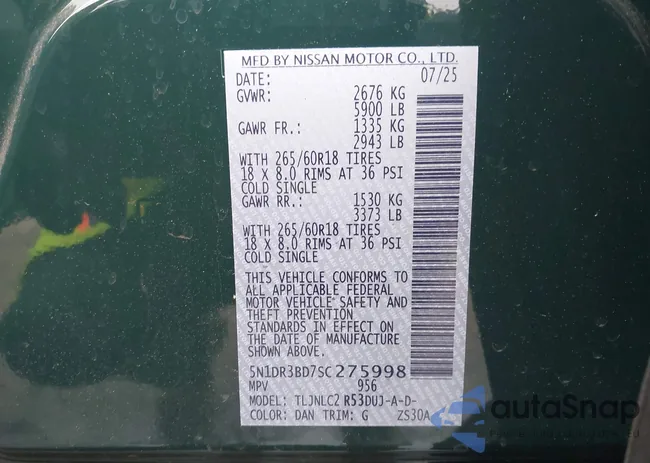 MFD BY NISSAN MOTOR CO., LTD.
DATE: 07/25
GVWR: 2676 KG
5900 LB
GAWR FR.: 1335 KG
2943 LB
WITH 265/60R18 TIRES
18 X 8.0 RIMS AT 36 PSI
COLD SINGLE
GAWR RR.: 1530 KG
3373 LB
WITH 265/60R18 TIRES
18 X 8.0 RIMS AT 36 PSI
COLD SINGLE
THIS VEHICLE CONFORMS TO
ALL APPLICABLE FEDERAL
MOTOR VEHICLE SAFETY AND
THEFT PREVENTION
STANDARDS IN EFFECT ON
THE DATE OF MANUFACTURE
SHOWN ABOVE.
5N1DR3BD7SC275998
MPV 956
MODEL: TLJNLC2 R53DUJ-A-D-
COLOR: DAN TRIM: G ZS30A
autaSnap